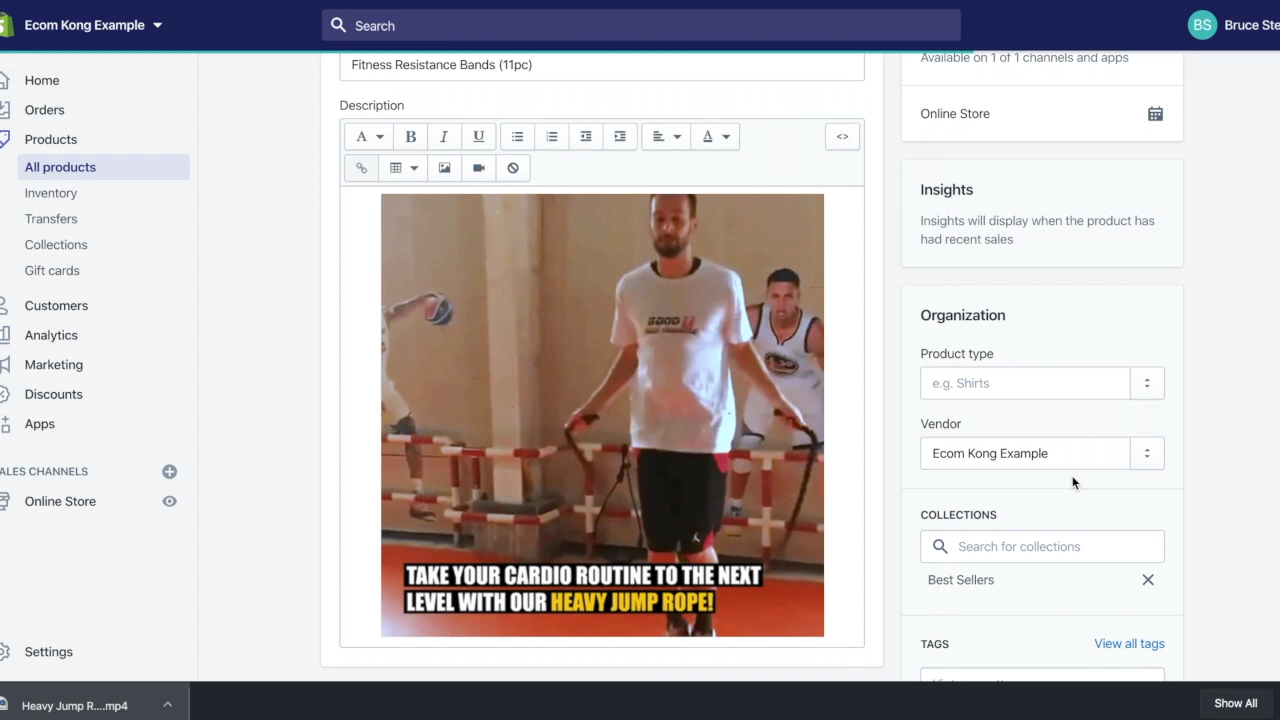 Ecom Kong Example
Search
BS
Bruce Ste
Home
Orders
Products
All products
Inventory
Transfers
Collections
Gift cards
Customers
Analytics
Marketing
Discounts
Apps
ALES CHANNELS
Online Store
Settings
Fitness Resistance Bands (11pc)
Description
A
B
I
U
A
<>
TAKE YOUR CARDIO ROUTINE TO THE NEXT
LEVEL WITH OUR HEAVY JUMP ROPE!
Available on 1 of 1 channels and apps
Online Store
Insights
Insights will display when the product has
had recent sales
Organization
Product type
e.g. Shirts
Vendor
Ecom Kong Example
COLLECTIONS
Search for collections
Best Sellers
TAGS
View all tags
Heavy Jump R....mp4
Show All